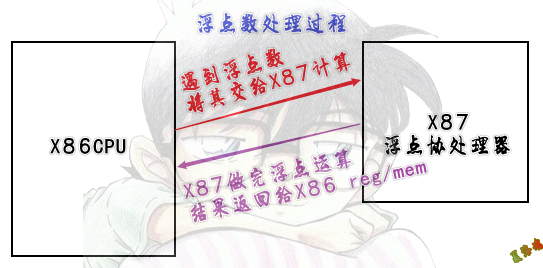 浮点数处理过程
遇到浮点数
将其交给X87计算
X86CPU
X87
浮点协处理器
X87做完浮点运算
结果返回给X86 reg/mem